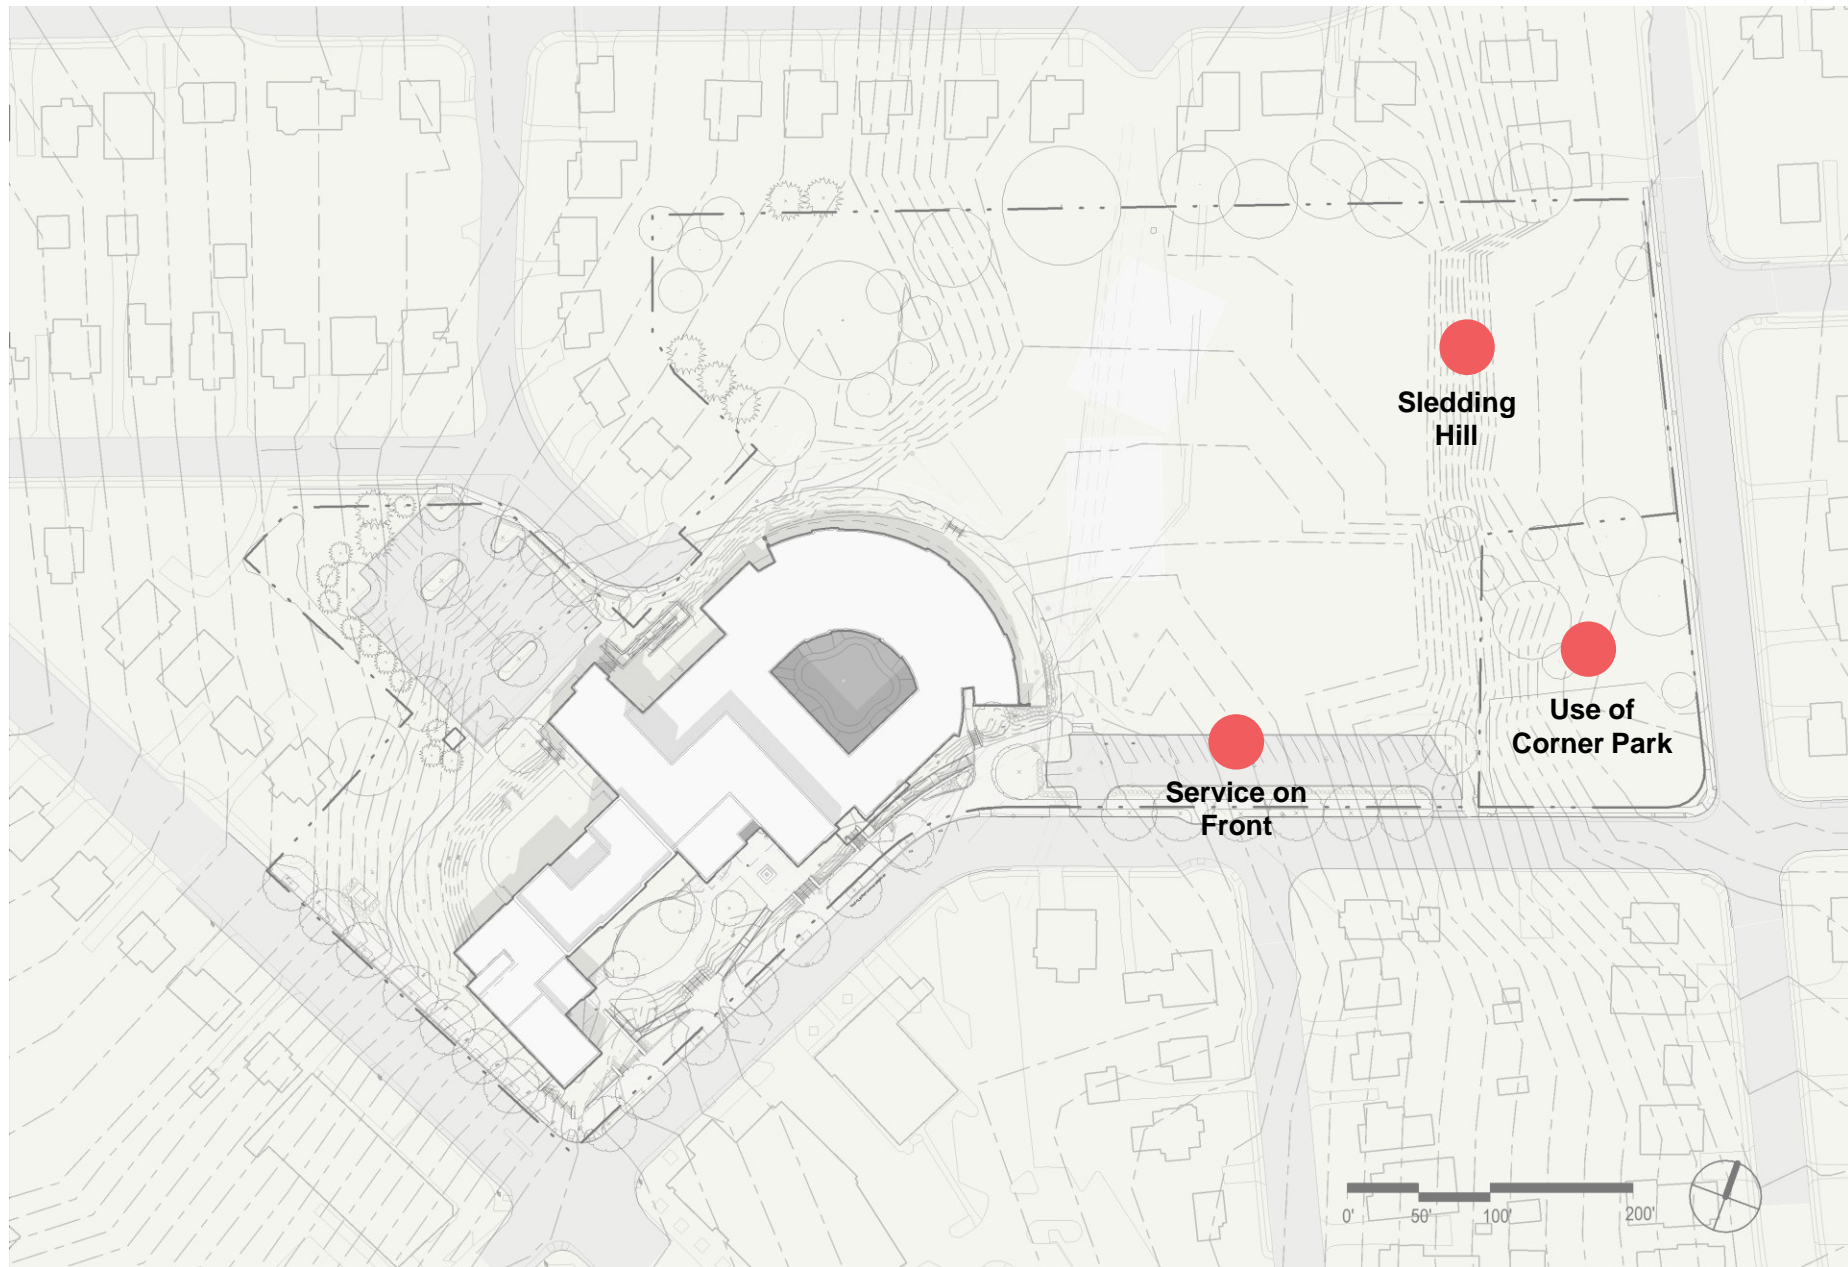 Sledding
Hill
Use of
Corner Park
Service on
Front
0' 50' 100' 200'